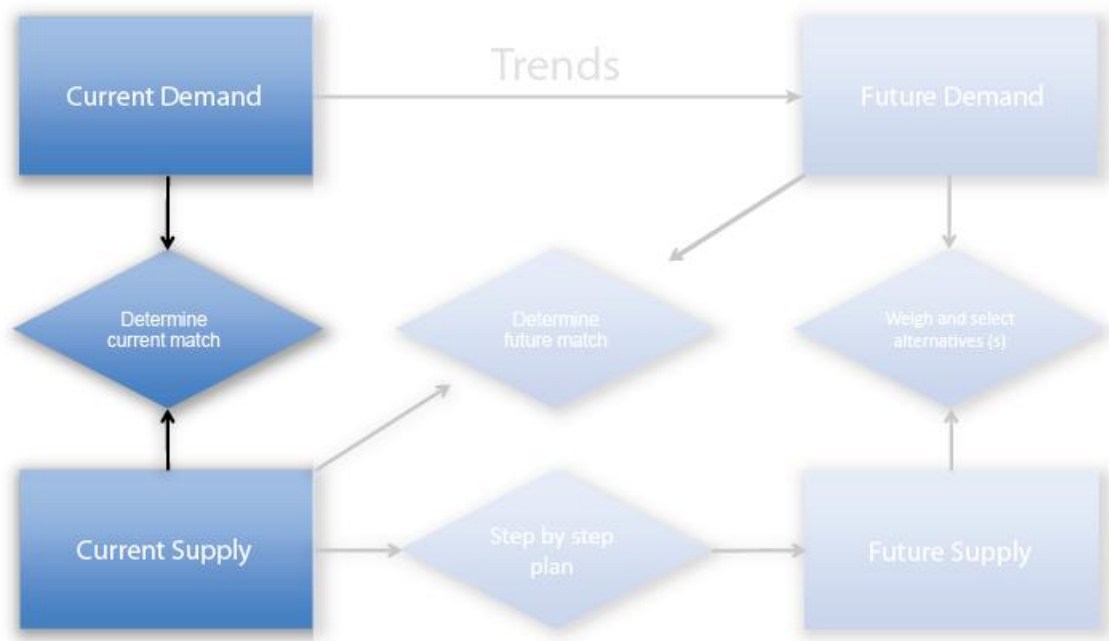 Trends
Current Demand
Future Demand
Determine
current match
Determine
future match
Weigh and select
alternatives (s)
Current Supply
Step by step
plan
Future Supply